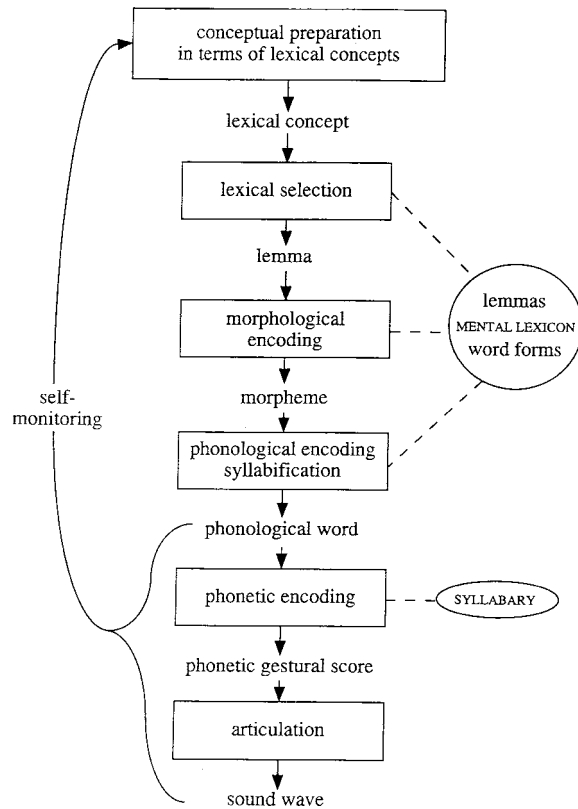 conceptual preparation
in terms of lexical concepts
lexical concept
lexical selection
lemma
lemmas
MENTAL LEXICON
word forms
morphological
encoding
self-
monitoring
morpheme
phonological encoding
syllabification
phonological word
phonetic encoding
SYLLABARY
phonetic gestural score
articulation
sound wave